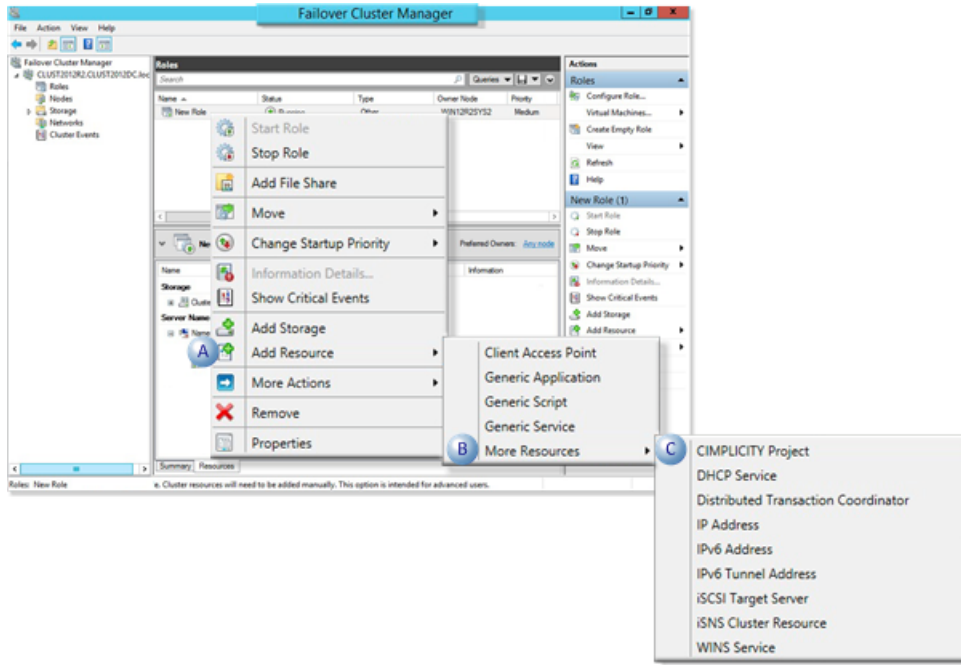 Failover Cluster Manager
File Action View Help
Failover Cluster Manager
CLUST2012R2.CLUST2012DC.loc
Roles
Nodes
Storage
Networks
Cluster Events
Roles
Search
Queries
Name Status Type Owner Node Priority
New Role Running Other WIN12R2SYS2 Medium
Start Role
Stop Role
Add File Share
Move
Change Startup Priority
Information Details...
Show Critical Events
Add Storage
A
Add Resource
More Actions
Remove
Properties
Ne
Preferred Owners: Any node
Name
Information
Storage
Cluste
Server Name
Name
Client Access Point
Generic Application
Generic Script
Generic Service
B
More Resources
C
CIMPLICITY Project
DHCP Service
Distributed Transaction Coordinator
IP Address
IPv6 Address
IPv6 Tunnel Address
iSCSI Target Server
iSNS Cluster Resource
WINS Service
Actions
Roles
Configure Role...
Virtual Machines...
Create Empty Role
View
Refresh
Help
New Role (1)
Start Role
Stop Role
Move
Change Startup Priority
Information Details...
Show Critical Events
Add Storage
Add Resource
Summary Resources
Roles: New Role
e. Cluster resources will need to be added manually. This option is intended for advanced users.